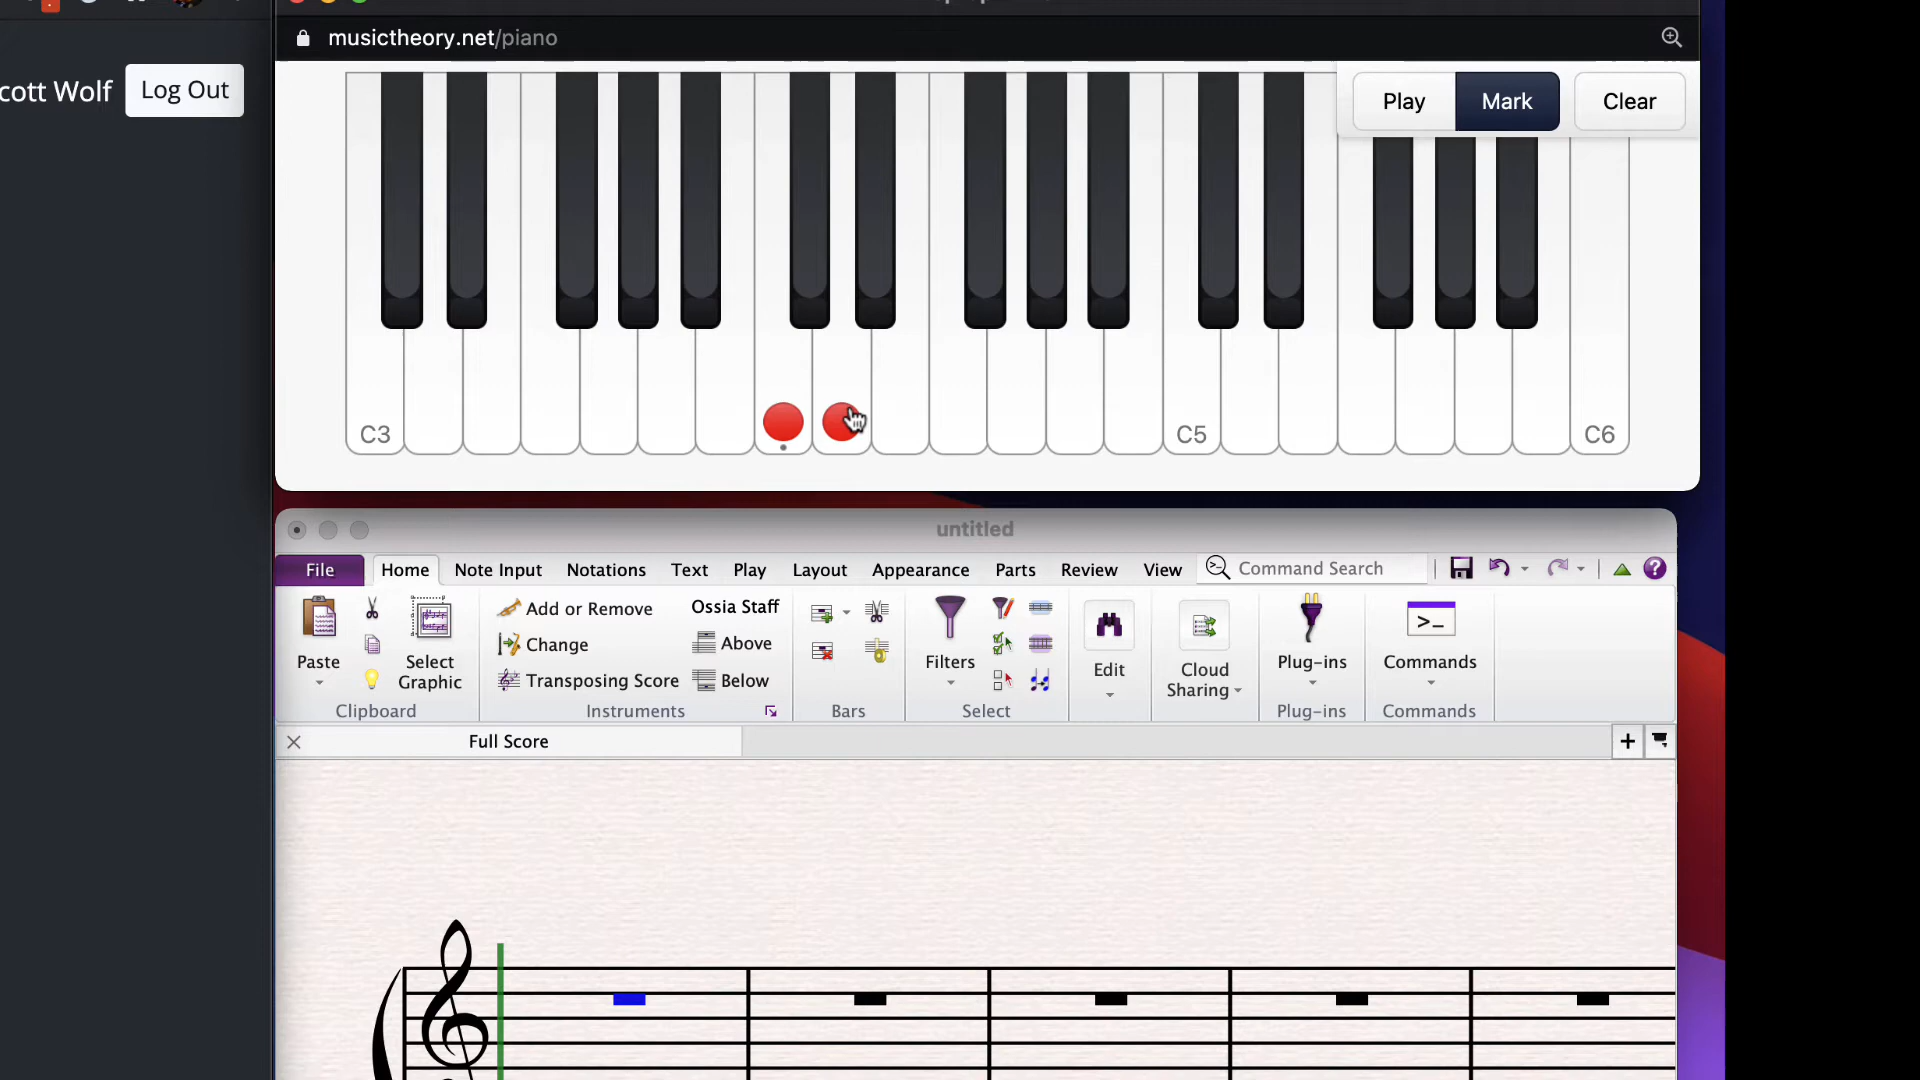 musictheory.net/piano
cott Wolf
Log Out
Play
Mark
Clear
C3
C5
C6
untitled
File
Home
Note Input
Notations
Text
Play
Layout
Appearance
Parts
Review
View
Command Search
Paste
Select
Graphic
Clipboard
Add or Remove
Change
Transposing Score
Ossia Staff
Above
Below
Instruments
Bars
Filters
Select
Edit
Cloud
Sharing
Plug-ins
Plug-ins
Commands
Commands
Full Score